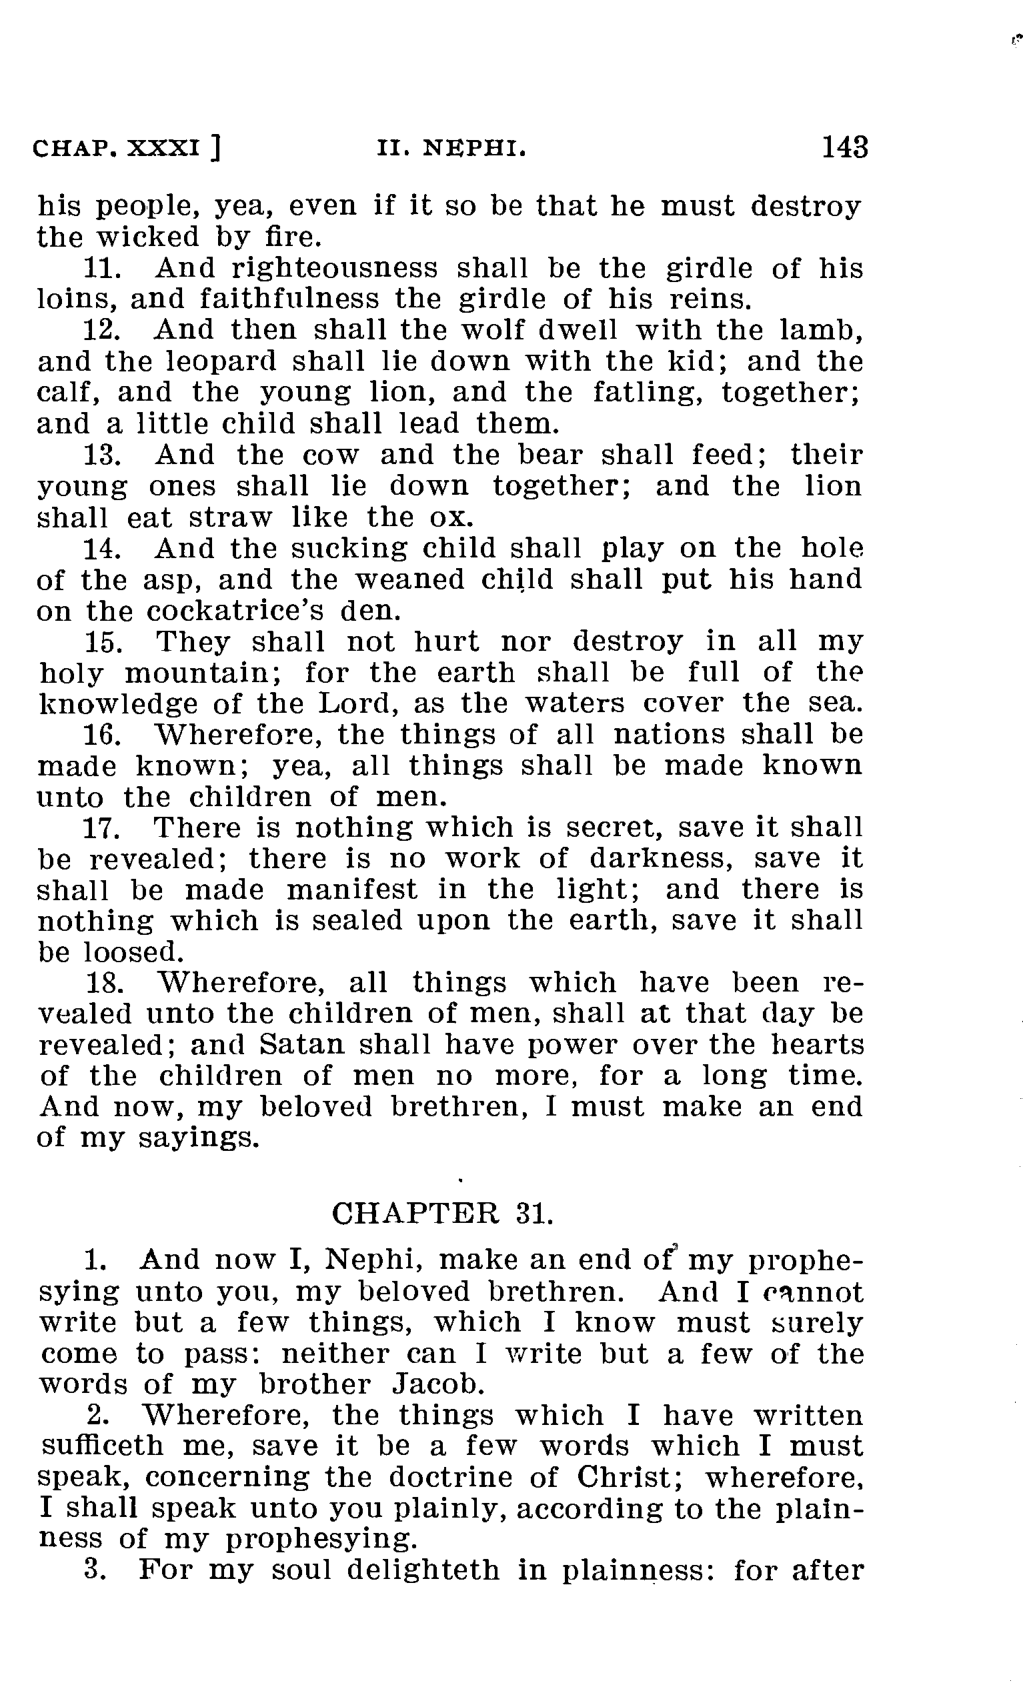 CHAP. XXXI ] II. NEPHI. 143
his people, yea, even if it so be that he must destroy
the wicked by fire.
11. And righteousness shall be the girdle of his
loins, and faithfulness the girdle of his reins.
12. And then shall the wolf dwell with the lamb,
and the leopard shall lie down with the kid; and the
calf, and the young lion, and the fatling, together;
and a little child shall lead them.
13. And the cow and the bear shall feed; their
young ones shall lie down together; and the lion
shall eat straw like the ox.
14. And the sucking child shall play on the hole
of the asp, and the weaned child shall put his hand
on the cockatrice's den.
15. They shall not hurt nor destroy in all my
holy mountain; for the earth shall be full of the
knowledge of the Lord, as the waters cover the sea.
16. Wherefore, the things of all nations shall be
made known; yea, all things shall be made known
unto the children of men.
17. There is nothing which is secret, save it shall
be revealed; there is no work of darkness, save it
shall be made manifest in the light; and there is
nothing which is sealed upon the earth, save it shall
be loosed.
18. Wherefore, all things which have been re-
vealed unto the children of men, shall at that day be
revealed; and Satan shall have power over the hearts
of the children of men no more, for a long time.
And now, my beloved brethren, I must make an end
of my sayings.
CHAPTER 31.
1. And now I, Nephi, make an end of my prophe-
sying unto you, my beloved brethren. And I cannot
write but a few things, which I know must surely
come to pass: neither can I write but a few of the
words of my brother Jacob.
2. Wherefore, the things which I have written
sufficeth me, save it be a few words which I must
speak, concerning the doctrine of Christ; wherefore,
I shall speak unto you plainly, according to the plain-
ness of my prophesying.
3. For my soul delighteth in plainness: for after